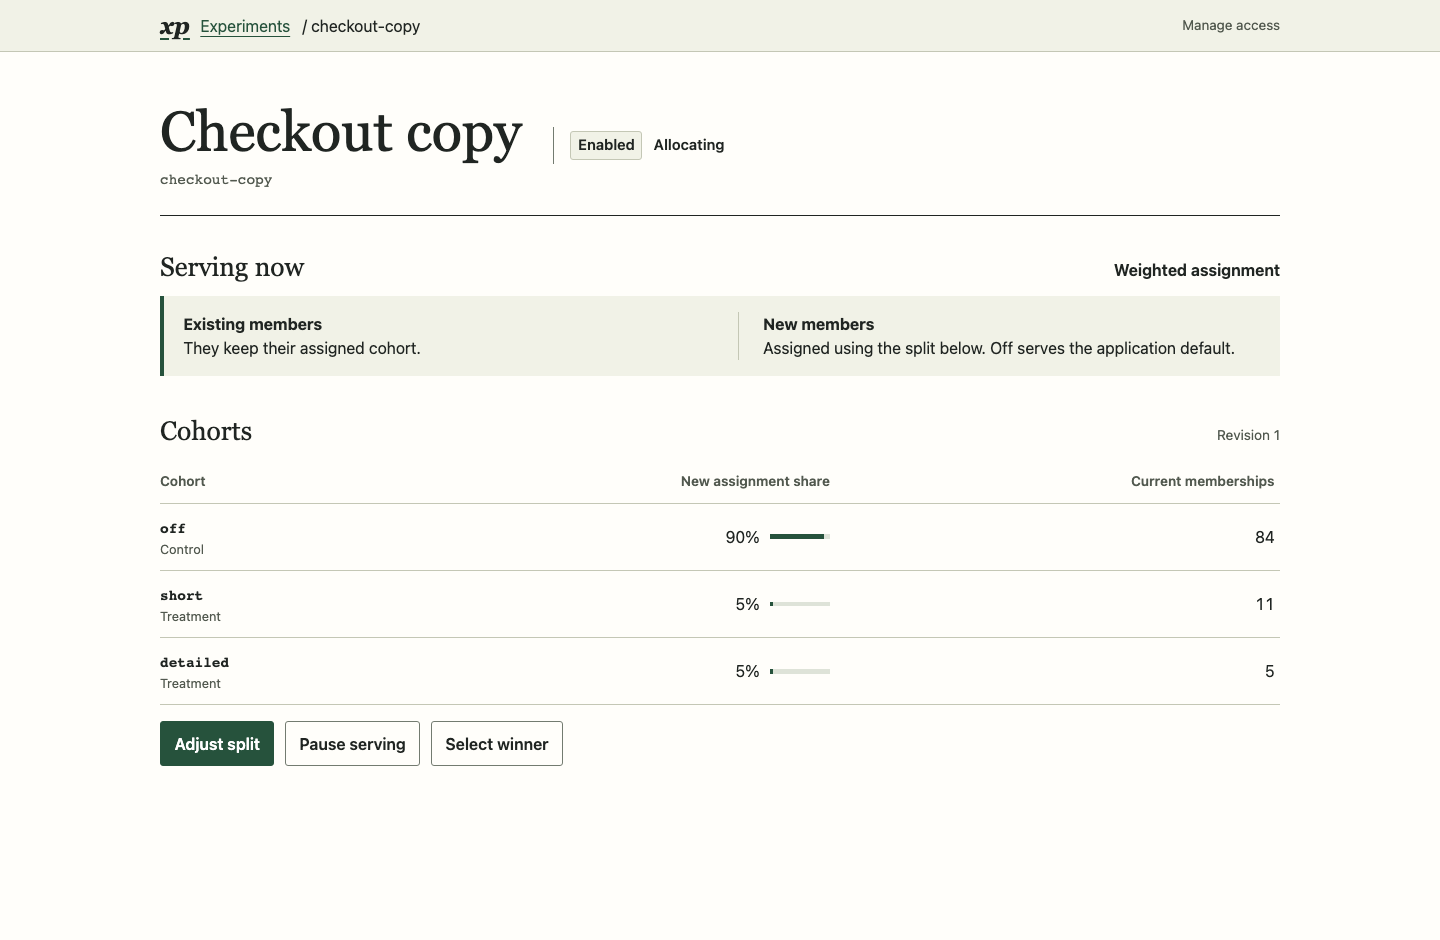 xp Experiments / checkout-copy
Manage access
Checkout copy
Enabled Allocating
checkout-copy
Serving now
Weighted assignment
Existing members
They keep their assigned cohort.
New members
Assigned using the split below. Off serves the application default.
Cohorts
Revision 1
Cohort New assignment share Current memberships
off
Control
90% 84
short
Treatment
5% 11
detailed
Treatment
5% 5
Adjust split Pause serving Select winner